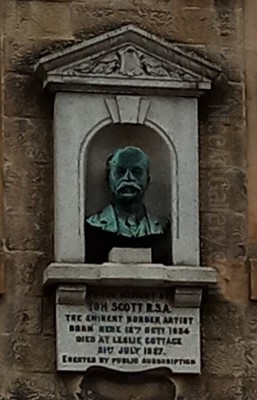 TOM SCOTT R.S.A.
THE EMINENT BORDER ARTIST
BORN HERE 12TH OCTR 1854
DIED AT LESLIE COTTAGE
31ST JULY 1927.
ERECTED BY PUBLIC SUBSCRIPTION